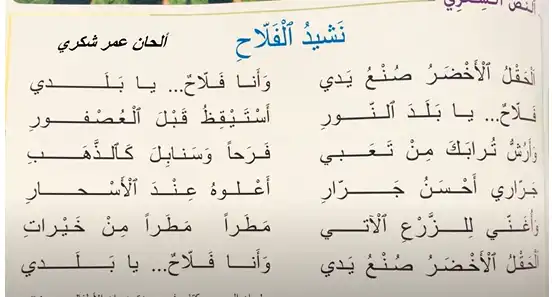 النص الشعري
نَشيدُ ٱلْفَلّاحِ
ألحان عمر شكري
اَلحَقْلُ ٱلْأَخْضَرُ صُنْعُ يَدي وَأَنا فَلّاحٌ... يا بَلَدي
فَلّاحٌ... يا بَلَدَ ٱلنّورِ أَسْتَيْقِظُ قَبْلَ ٱلْعُصْفورِ
وَأَرُشُّ تُرابَكَ مِنْ تَعَبي فَرَحاً وَسَنابِلَ كَٱلذَّهَبِ
جَرّاري أَحْسَنُ جَرّارِ أَعْلوهُ عِنْدَ ٱلْأَسْحارِ
وَأُغَنّي لِلزَّرْعِ ٱلْآتي مَطَراً مَطَراً مِنْ خَيْراتِ
اَلحَقْلُ ٱلْأَخْضَرُ صُنْعُ يَدي وَأَنا فَلّاحٌ... يا بَلَدي